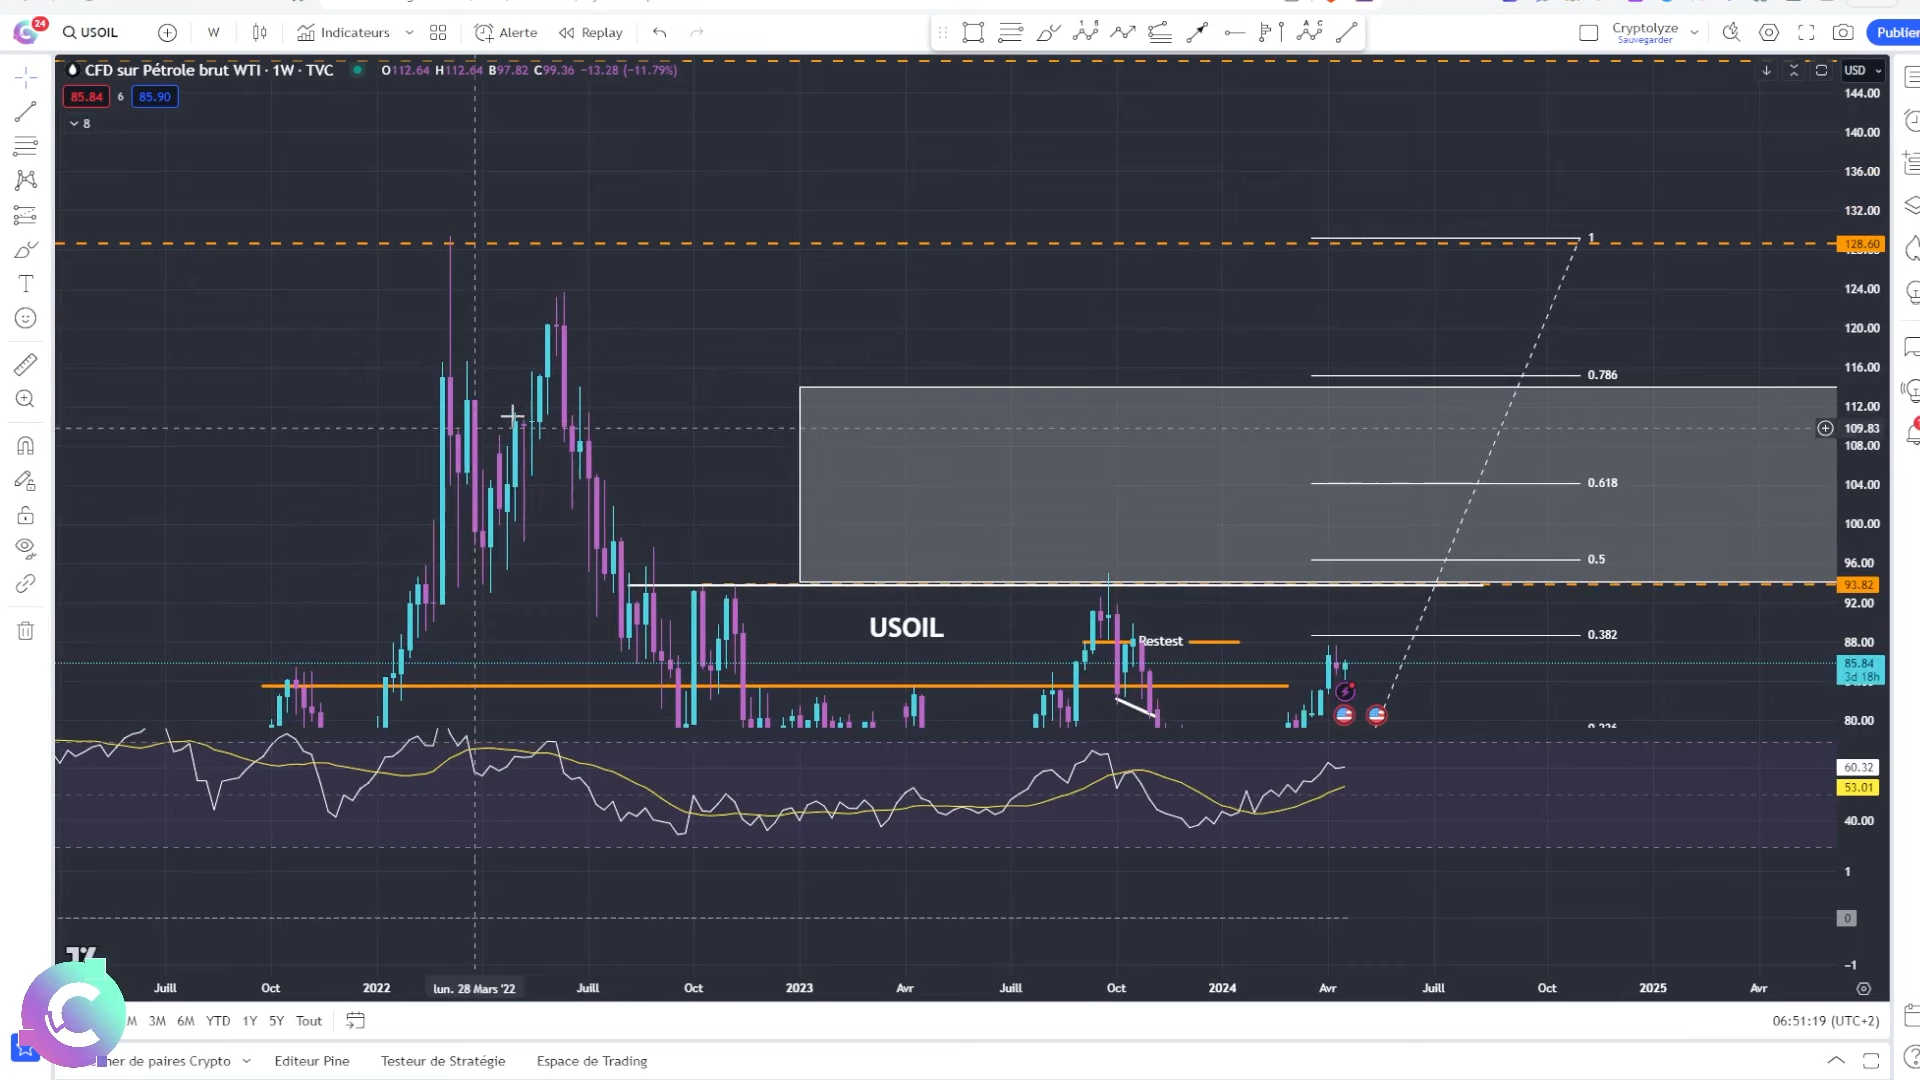 24
USOIL
W
Indicateurs
Alerte
Replay
Cryptolyze
Sauvegarder
Publier
CFD sur Pétrole brut WTI · 1W · TVC
O112.64 H112.64 B97.82 C99.36 −13.28 (−11.79%)
USD
85.84
6
85.90
8
144.00
140.00
136.00
132.00
1
128.60
124.00
120.00
116.00
0.786
112.00
109.83
108.00
0.618
104.00
100.00
0.5
96.00
93.82
92.00
USOIL
0.382
Restest
88.00
85.84
3d 18h
80.00
60.32
53.01
40.00
1
0
−1
Juill
Oct
2022
lun. 28 Mars '22
Juill
Oct
2023
Avr
Juill
Oct
2024
Avr
Juill
Oct
2025
Avr
M
3M
6M
YTD
1Y
5Y
Tout
06:51:19 (UTC+2)
de paires Crypto
Editeur Pine
Testeur de Stratégie
Espace de Trading